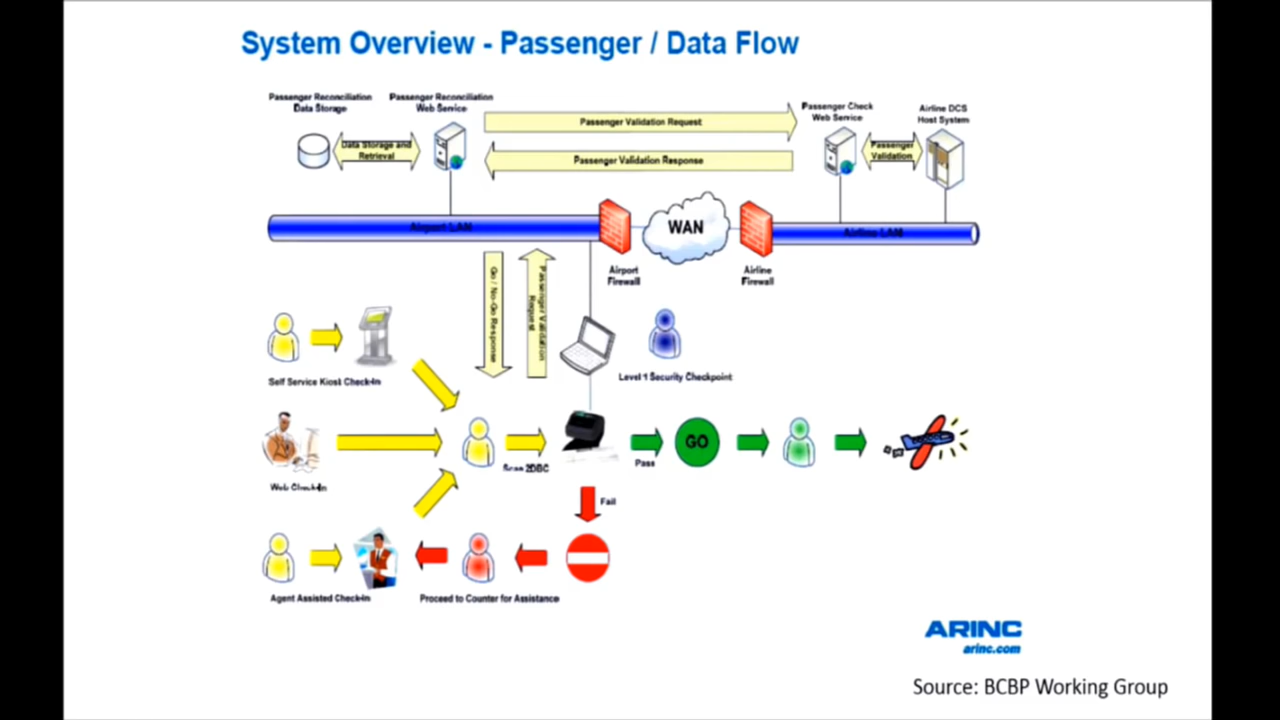 System Overview - Passenger / Data Flow
Passenger Reconciliation
Data Storage
Passenger Reconciliation
Web Service
Passenger Validation Request
Passenger Check
Web Service
Airline DCS
Host System
Data Storage and
Retrieval
Passenger Validation Response
Passenger
Validation
Airport LAN
WAN
Airline LAN
Airport
Firewall
Airline
Firewall
Go / No-Go Response
Passenger Validation
Request
Self Service Kiosk Check-In
Level 1 Security Checkpoint
GO
Scan 2DBC
Pass
Web Check-In
Fail
Agent Assisted Check-In
Proceed to Counter for Assistance
ARINC
arinc.com
Source: BCBP Working Group